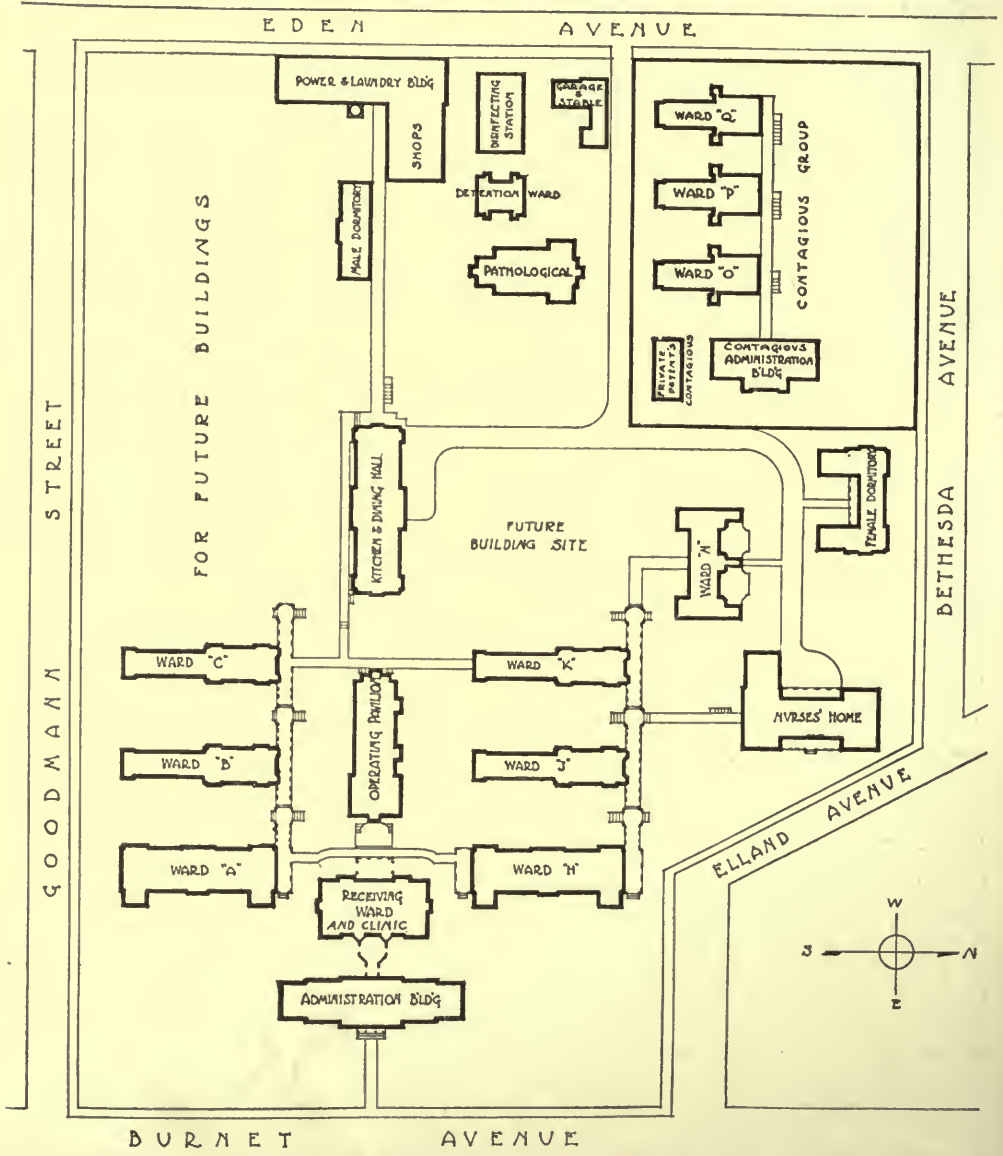 EDEN AVENUE
POWER & LAUNDRY BLDG
SHOPS
DISINFECTING
STATION
GARAGE
&
STABLE
DETENTION WARD
PATHOLOGICAL
MALE DORMITORY
WARD "Q"
WARD "P"
WARD "O"
CONTAGIOUS GROUP
CONTAGIOUS
ADMINISTRATION
BLD'G
PRIVATE
PATIENT'S
CONTAGIOUS
FOR FUTURE BUILDINGS
GOODMANN STREET
BETHESDA AVENUE
KITCHEN & DINING HALL
FUTURE
BUILDING SITE
FEMALE DORMITORY
WARD "N"
WARD "C"
WARD "K"
OPERATING PAVILION
NURSES' HOME
WARD "B"
WARD "J"
ELLAND AVENUE
WARD "A"
WARD "H"
RECEIVING
WARD
AND CLINIC
ADMINISTRATION BLD'G
W
S
N
E
BURNET AVENUE